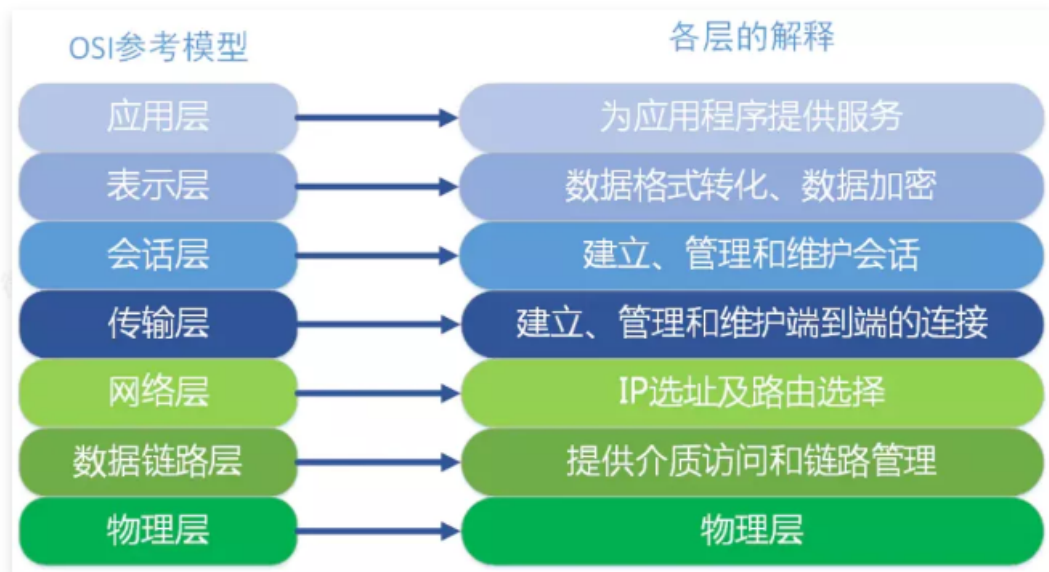 OSI参考模型
各层的解释
应用层
为应用程序提供服务
表示层
数据格式转化、数据加密
会话层
建立、管理和维护会话
传输层
建立、管理和维护端到端的连接
网络层
IP选址及路由选择
数据链路层
提供介质访问和链路管理
物理层
物理层